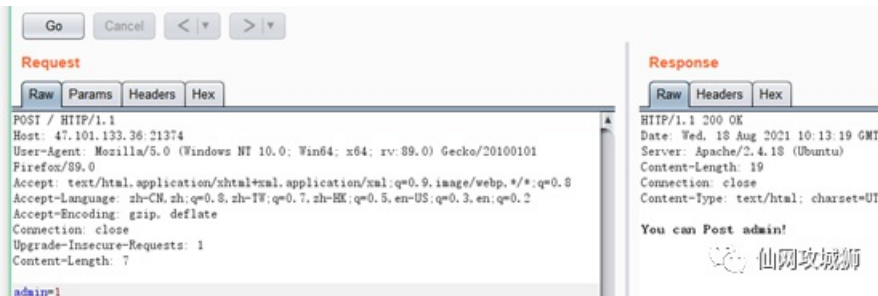 Go Cancel < >
Request
Raw Params Headers Hex
POST / HTTP/1.1
Host: 47.101.133.36:21374
User-Agent: Mozilla/5.0 (Windows NT 10.0; Win64; x64; rv:89.0) Gecko/20100101
Firefox/89.0
Accept: text/html,application/xhtml+xml,application/xml;q=0.9,image/webp,*/*;q=0.8
Accept-Language: zh-CN,zh;q=0.8,zh-TW;q=0.7,zh-HK;q=0.5,en-US;q=0.3,en;q=0.2
Accept-Encoding: gzip, deflate
Connection: close
Upgrade-Insecure-Requests: 1
Content-Length: 7
admin=1
Response
Raw Headers Hex
HTTP/1.1 200 OK
Date: Wed, 18 Aug 2021 10:13:19 GMT
Server: Apache/2.4.18 (Ubuntu)
Content-Length: 19
Connection: close
Content-Type: text/html; charset=UT
You can Post admin!
仙网攻城狮